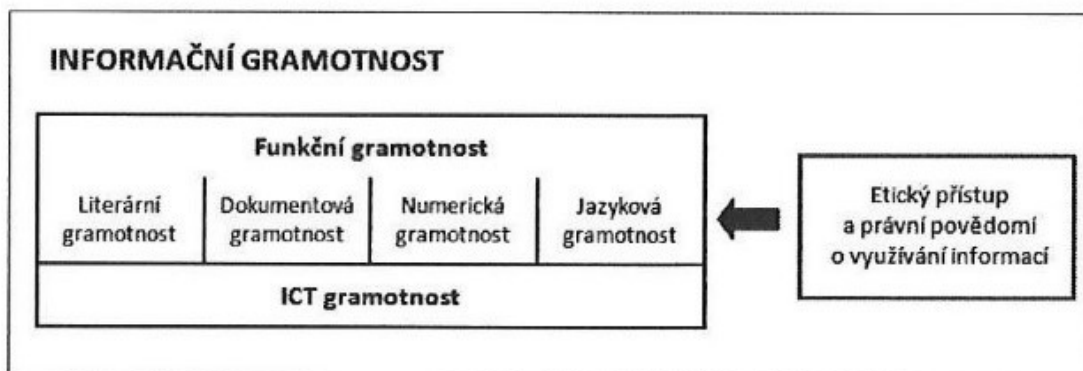 INFORMAČNÍ GRAMOTNOST
Funkční gramotnost
Literární
gramotnost
Dokumentová
gramotnost
Numerická
gramotnost
Jazyková
gramotnost
ICT gramotnost
Etický přístup
a právní povědomí
o využívání informací